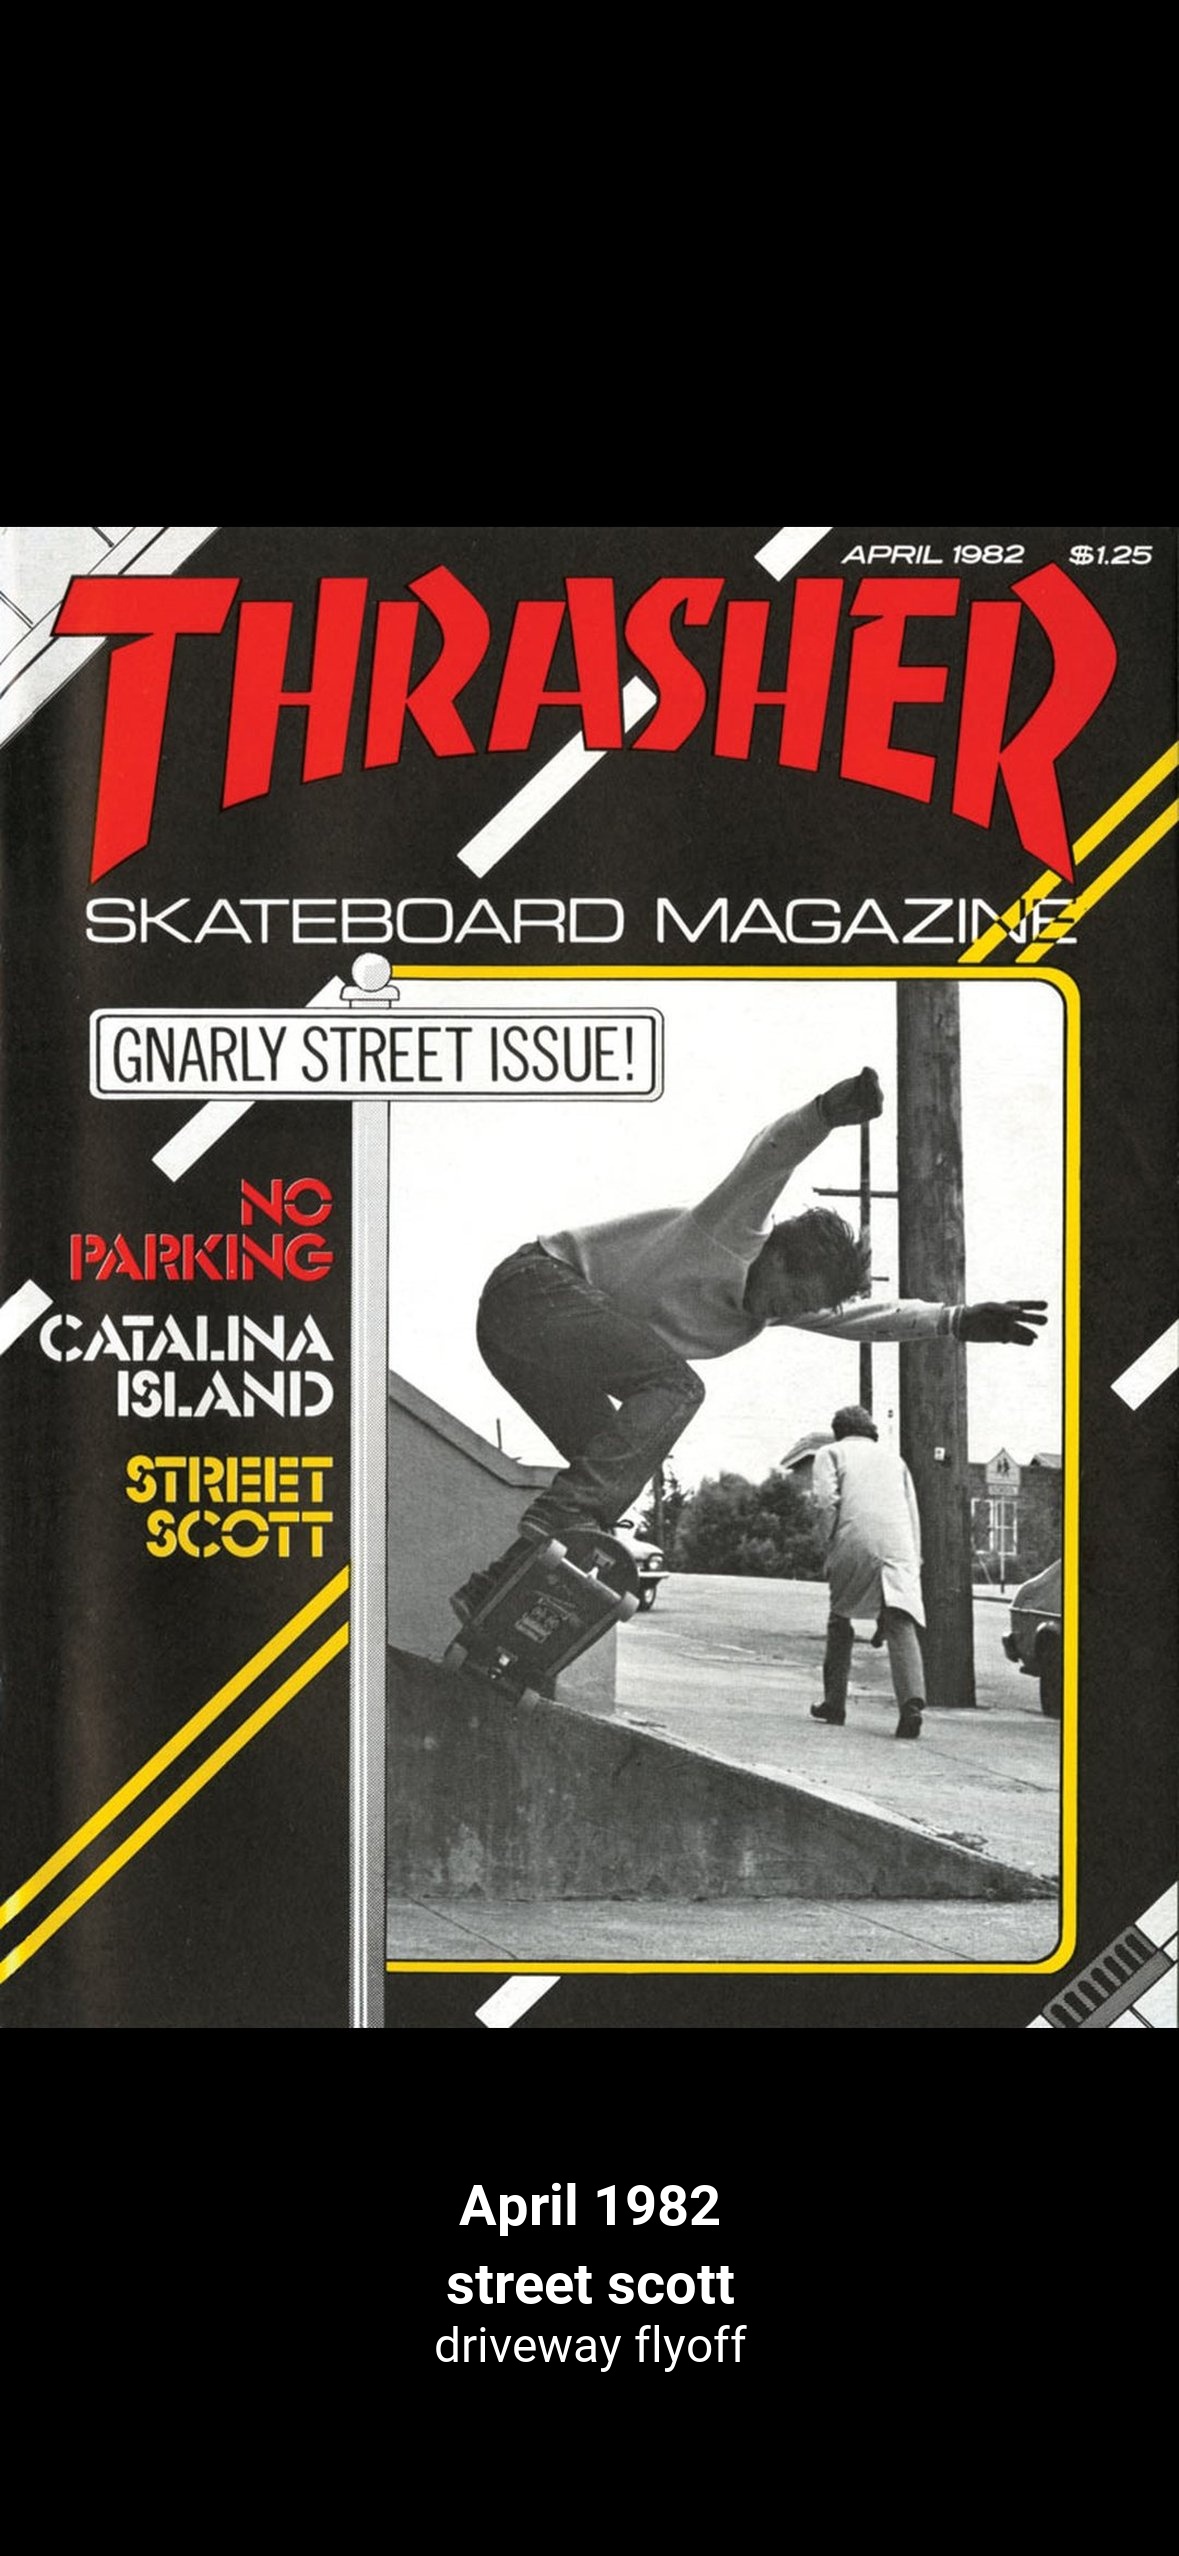 APRIL 1982 $1.25
THRASHER
SKATEBOARD MAGAZINE
GNARLY STREET ISSUE!
NO
PARKING
CATALINA
ISLAND
STREET
SCOTT
April 1982
street scott
driveway flyoff